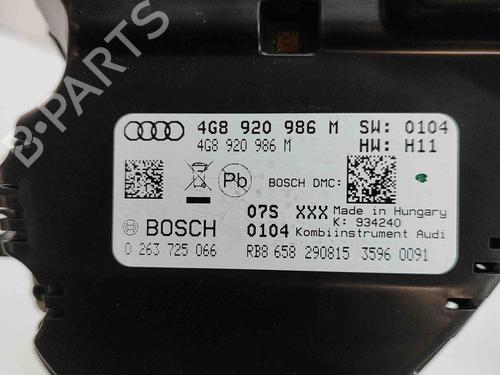 4G8 920 986 M SW: 0104
4G8 920 986 M HW: H11
Pb
BOSCH DMC:
07S XXX Made in Hungary
K: 934240
BOSCH 0104 Kombiinstrument Audi
0 263 725 066 RB8 658 290815 3596 0091
B-PARTS